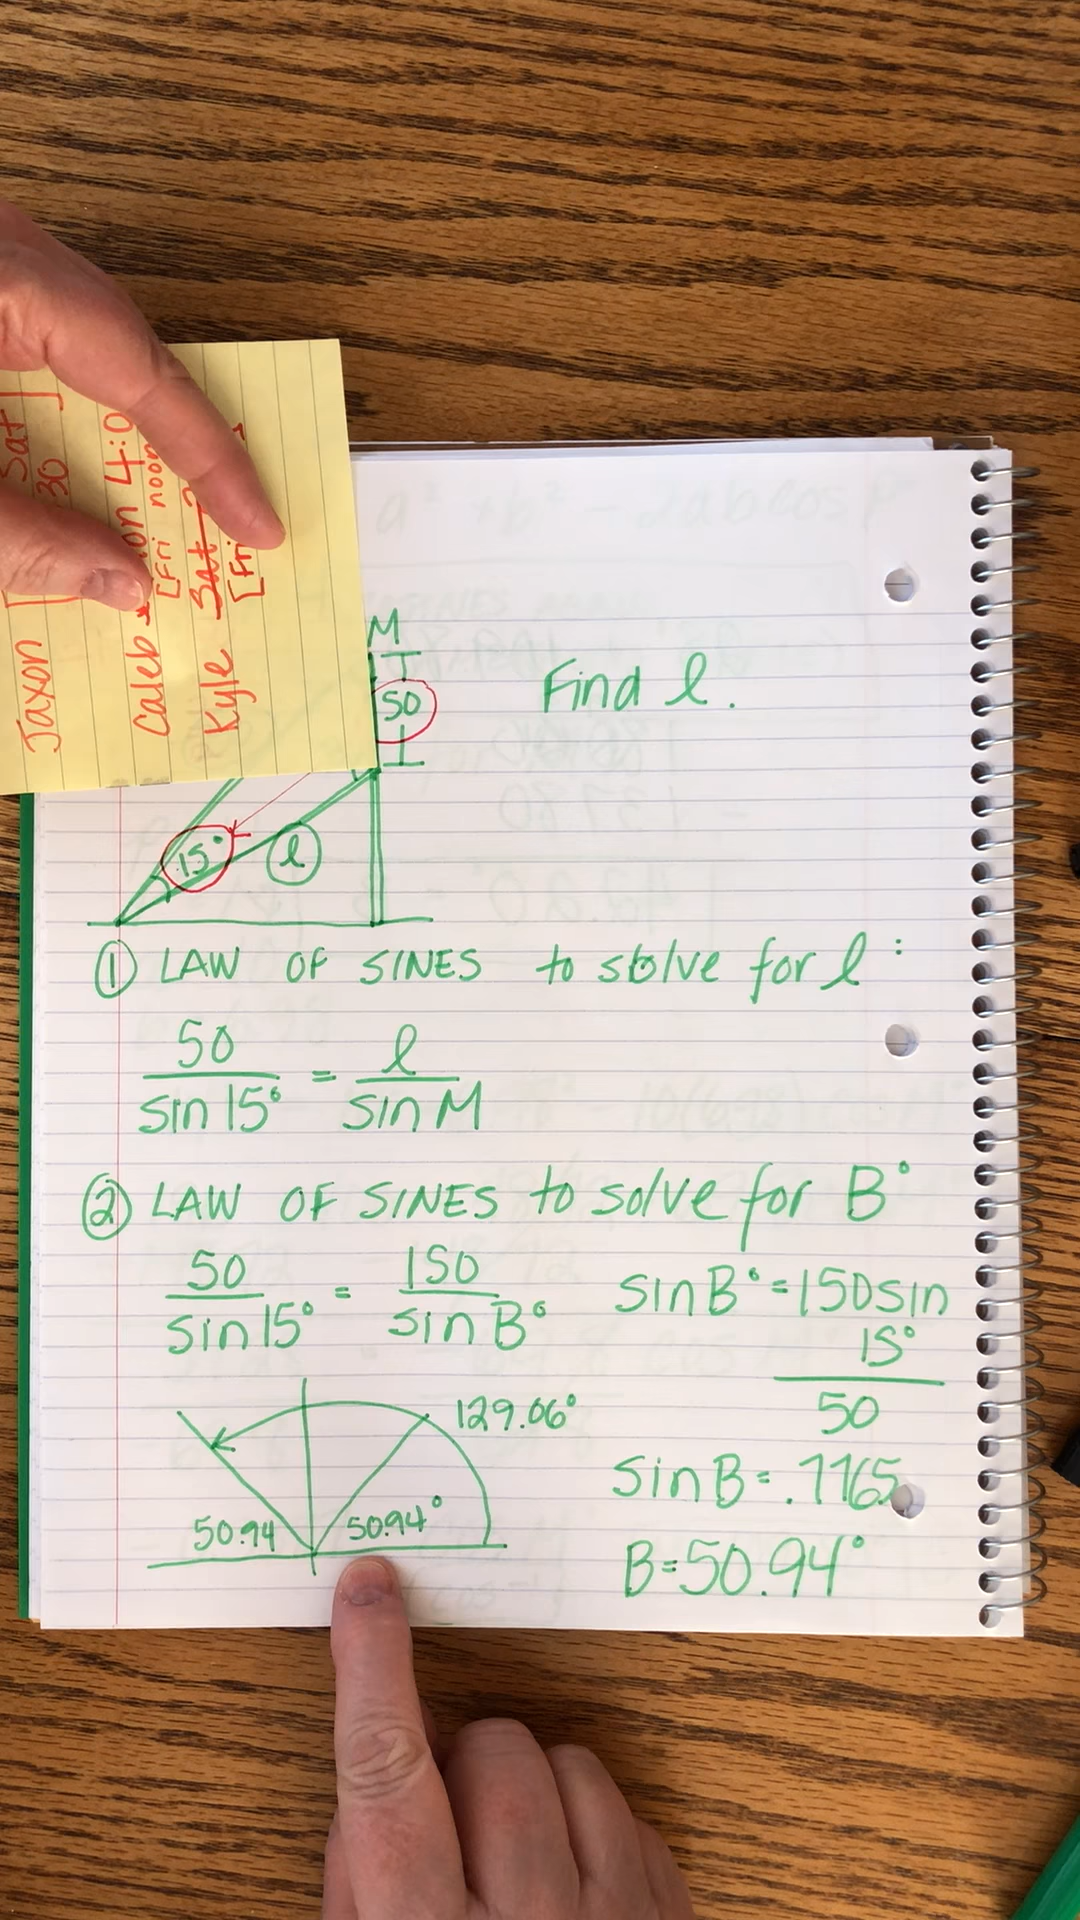 Jaxon [ Sat ]
30
Caleb on 4:0
[Fri noon
Kyle Sat
[Fri
M
50
Find l.
15°
l
① LAW OF SINES to solve for l :
50 / sin 15° = l / sin M
② LAW OF SINES to solve for B°
50 / sin 15° = 150 / sin B°
sin B° = 150 sin 15° / 50
129.06°
50.94 50.94°
sin B = .7765
B = 50.94°